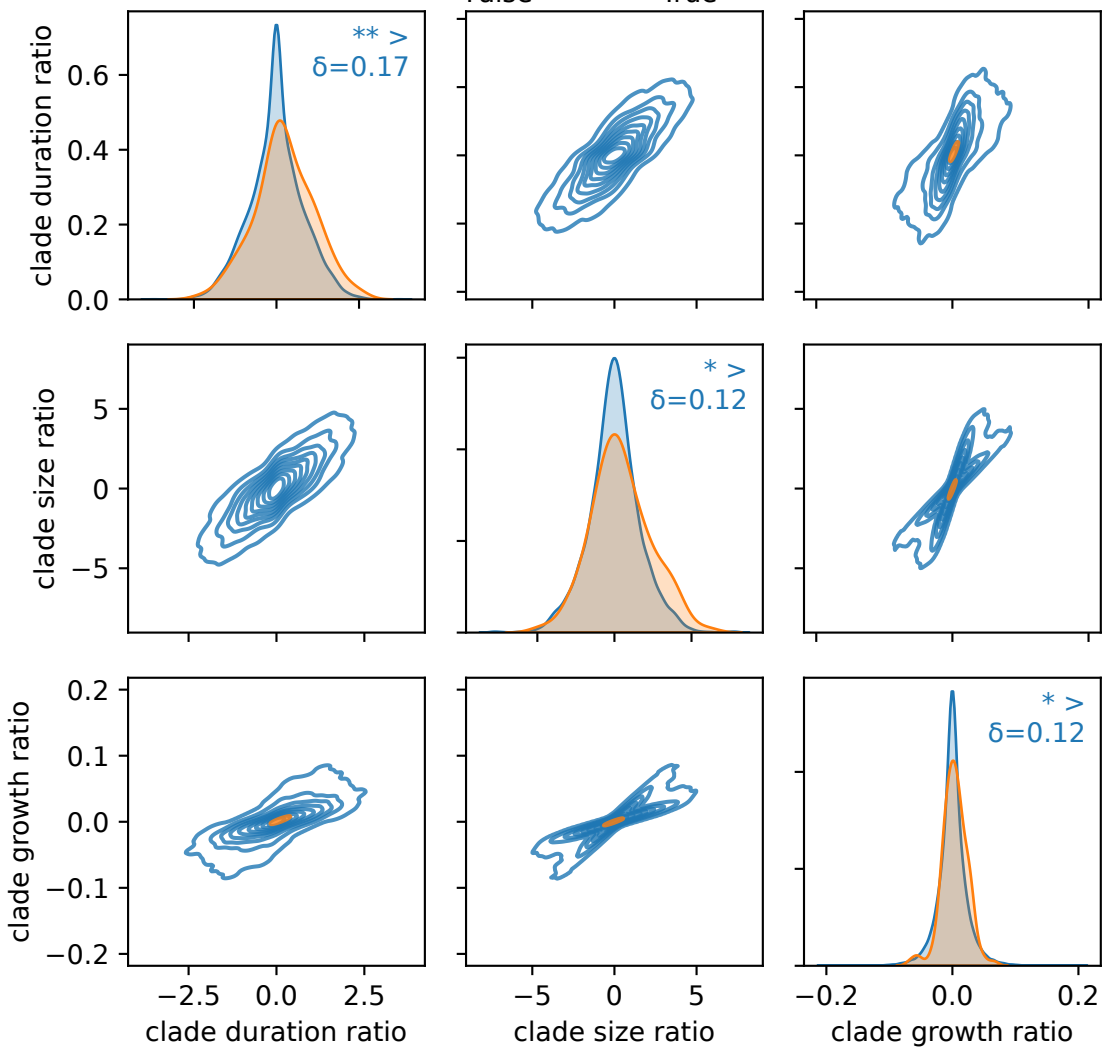 clade duration ratio
0.6
0.4
0.2
0.0
** >
δ=0.17
clade size ratio
5
0
−5
* >
δ=0.12
clade growth ratio
0.2
0.1
0.0
−0.1
−0.2
* >
δ=0.12
−2.5 0.0 2.5
clade duration ratio
−5 0 5
clade size ratio
−0.2 0.0 0.2
clade growth ratio